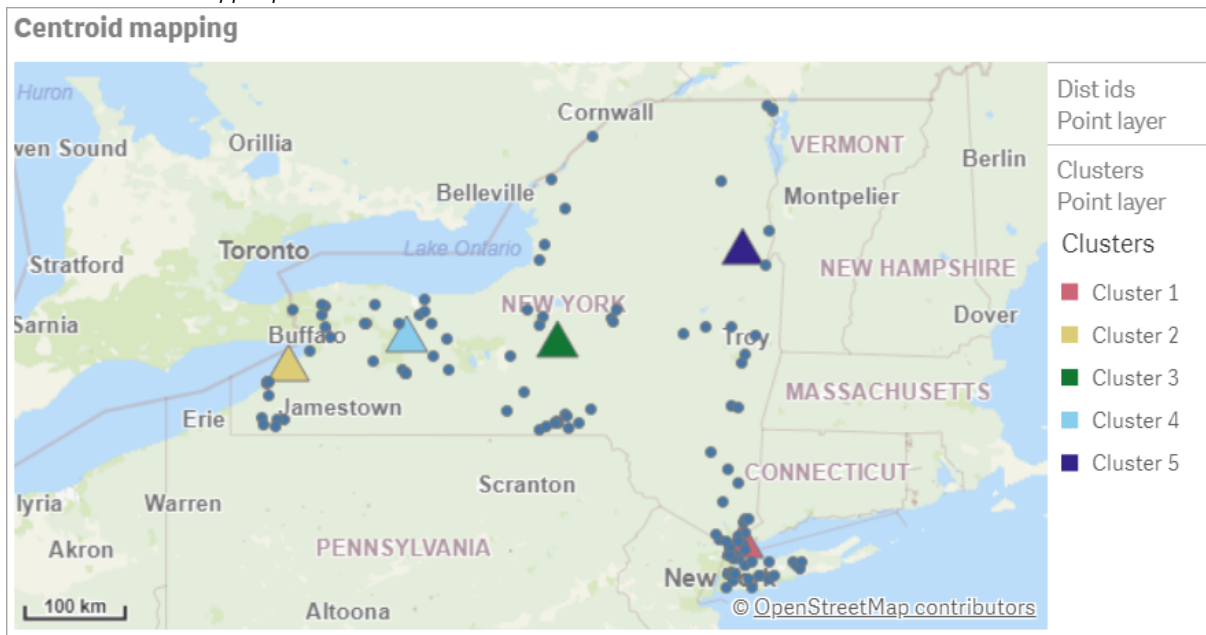 Centroid mapping
Huron
Cornwall
Dist ids
Point layer
ven Sound
Orillia
VERMONT
Berlin
Clusters
Point layer
Belleville
Montpelier
Clusters
Toronto
Lake Ontario
Stratford
NEW HAMPSHIRE
Cluster 1
NEW YORK
Sarnia
Buffalo
Troy
Dover
Cluster 2
Cluster 3
MASSACHUSETTS
Erie
Jamestown
Cluster 4
CONNECTICUT
Cluster 5
Scranton
lyria
Warren
Akron
PENNSYLVANIA
New York
100 km
Altoona
© OpenStreetMap contributors